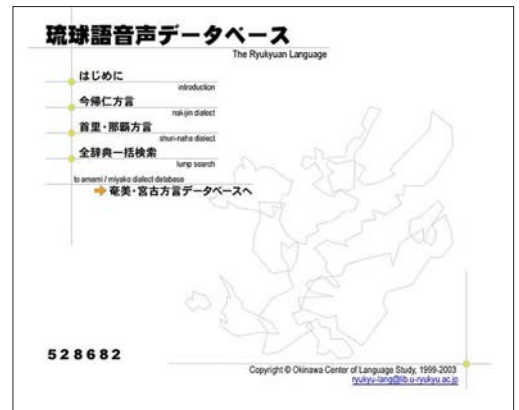 琉球語音声データベース
The Ryukyuan Language
はじめに
introduction
今帰仁方言
nakijin dialect
首里・那覇方言
shuri-naha dialect
全辞典一括検索
lump search
to amami / miyako dialect database
奄美・宮古方言データベースへ
528682
Copyright © Okinawa Center of Language Study, 1999-2003
ryukyu-lang@lib.u-ryukyu.ac.jp